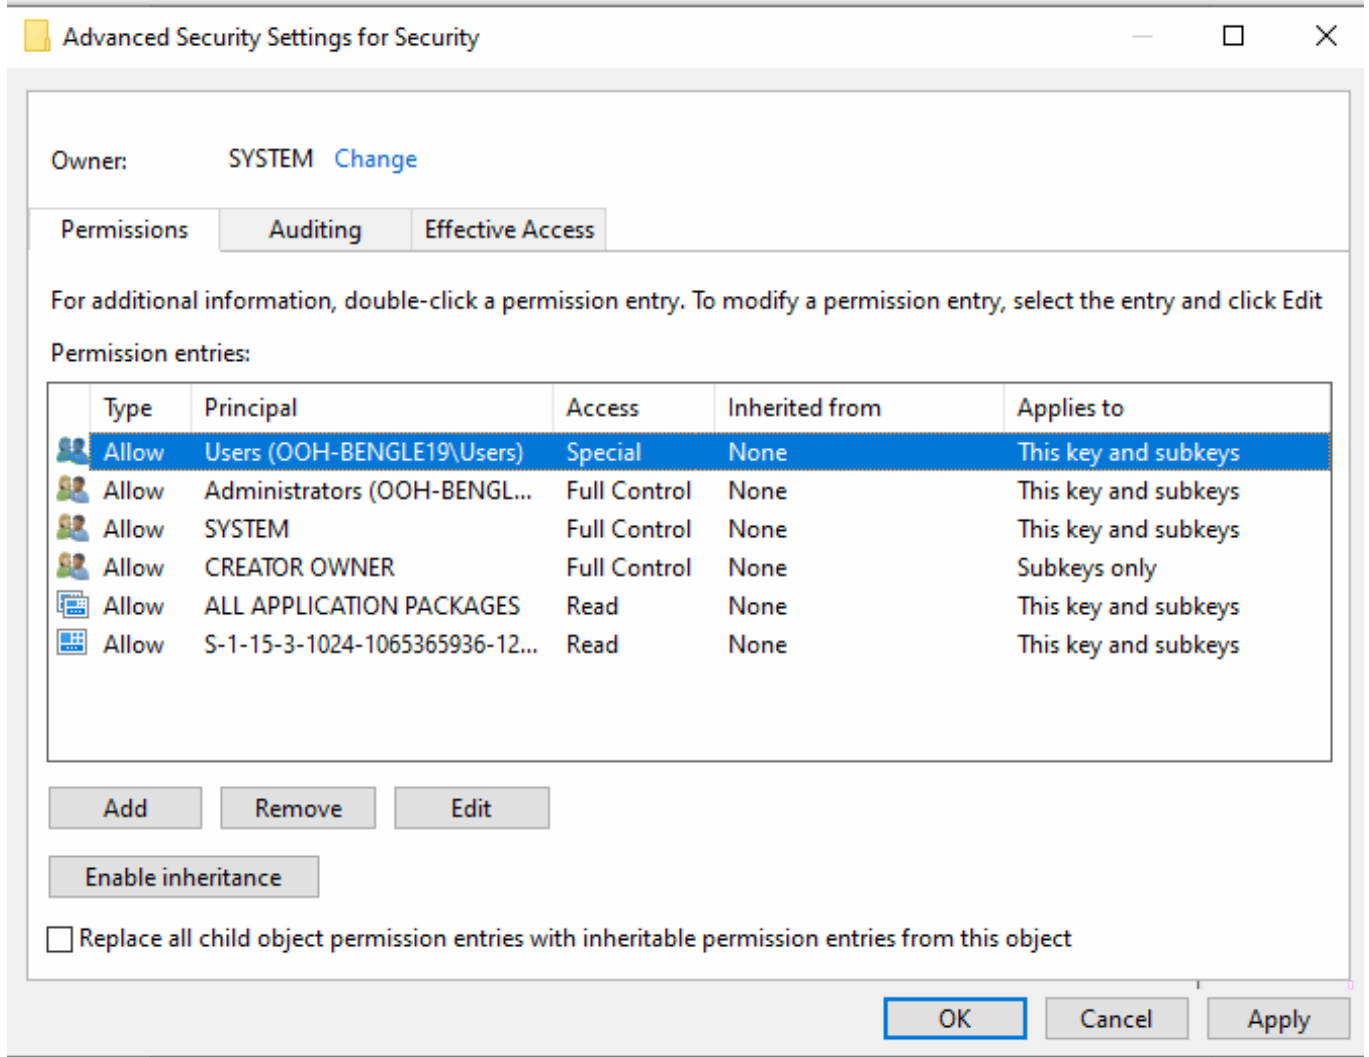 Advanced Security Settings for Security
Owner: SYSTEM Change
Permissions Auditing Effective Access
For additional information, double-click a permission entry. To modify a permission entry, select the entry and click Edit
Permission entries:
Type Principal Access Inherited from Applies to
Allow Users (OOH-BENGLE19\Users) Special None This key and subkeys
Allow Administrators (OOH-BENGL... Full Control None This key and subkeys
Allow SYSTEM Full Control None This key and subkeys
Allow CREATOR OWNER Full Control None Subkeys only
Allow ALL APPLICATION PACKAGES Read None This key and subkeys
Allow S-1-15-3-1024-1065365936-12... Read None This key and subkeys
Add Remove Edit
Enable inheritance
Replace all child object permission entries with inheritable permission entries from this object
OK Cancel Apply